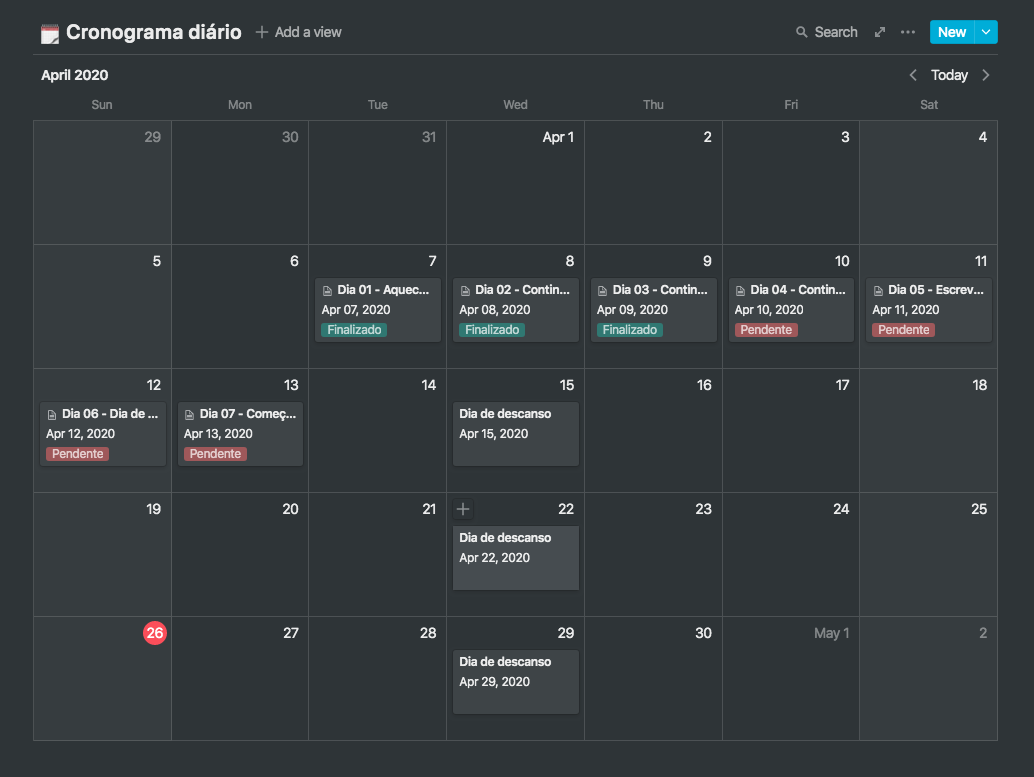 Cronograma diário
Add a view
Search
New
April 2020
Today
Sun Mon Tue Wed Thu Fri Sat
29 30 31 Apr 1 2 3 4
5 6 7 8 9 10 11
Dia 01 - Aquec... Dia 02 - Contin... Dia 03 - Contin... Dia 04 - Contin... Dia 05 - Escrev...
Apr 07, 2020 Apr 08, 2020 Apr 09, 2020 Apr 10, 2020 Apr 11, 2020
Finalizado Finalizado Finalizado Pendente Pendente
12 13 14 15 16 17 18
Dia 06 - Dia de ... Dia 07 - Começ... Dia de descanso
Apr 12, 2020 Apr 13, 2020 Apr 15, 2020
Pendente Pendente
19 20 21 22 23 24 25
Dia de descanso
Apr 22, 2020
26 27 28 29 30 May 1 2
Dia de descanso
Apr 29, 2020